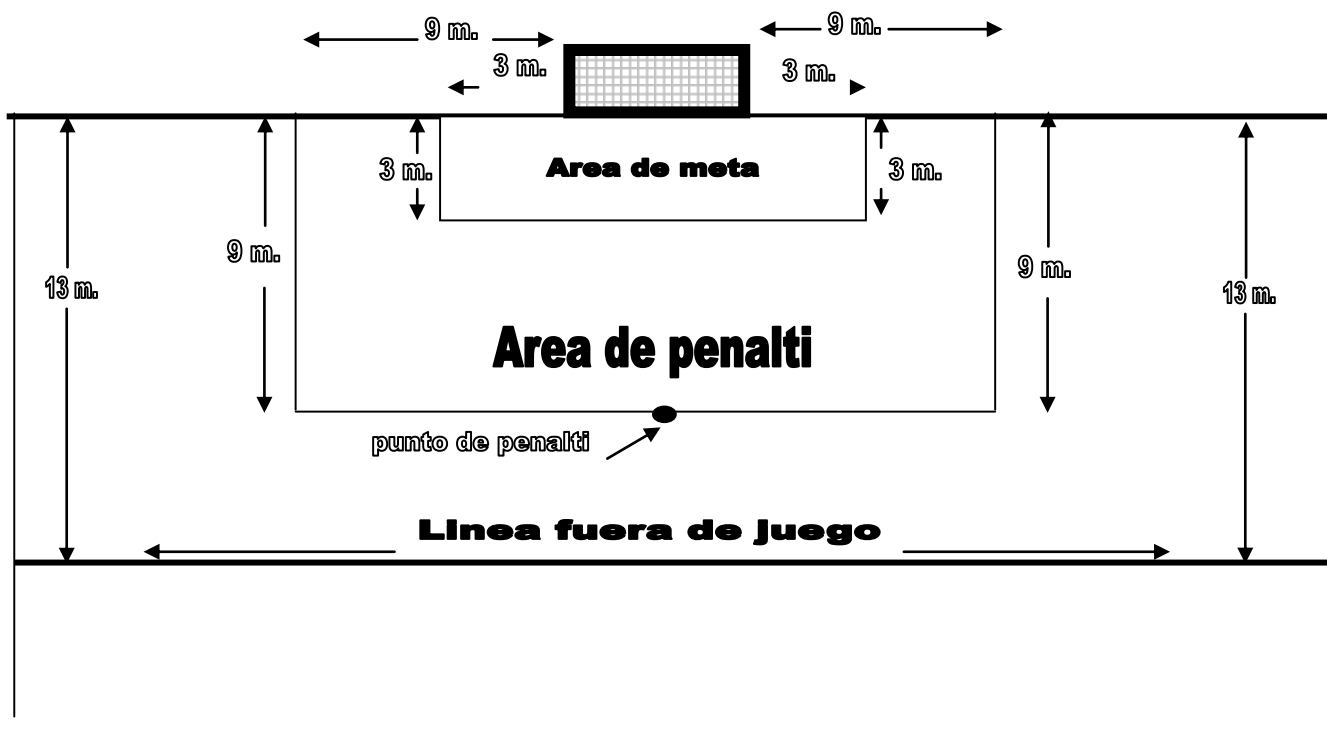 9 m.
9 m.
3 m.
3 m.
3 m.
Area de meta
3 m.
9 m.
9 m.
13 m.
13 m.
Area de penalti
punto de penalti
Linea fuera de juego